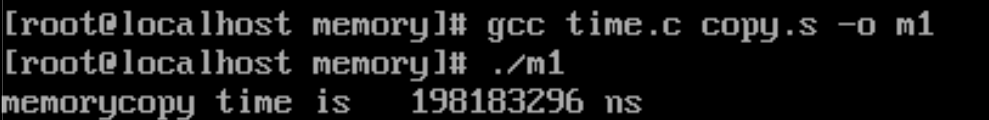 [root@localhost memory]# gcc time.c copy.s -o m1
[root@localhost memory]# ./m1
memorycopy time is   198183296 ns